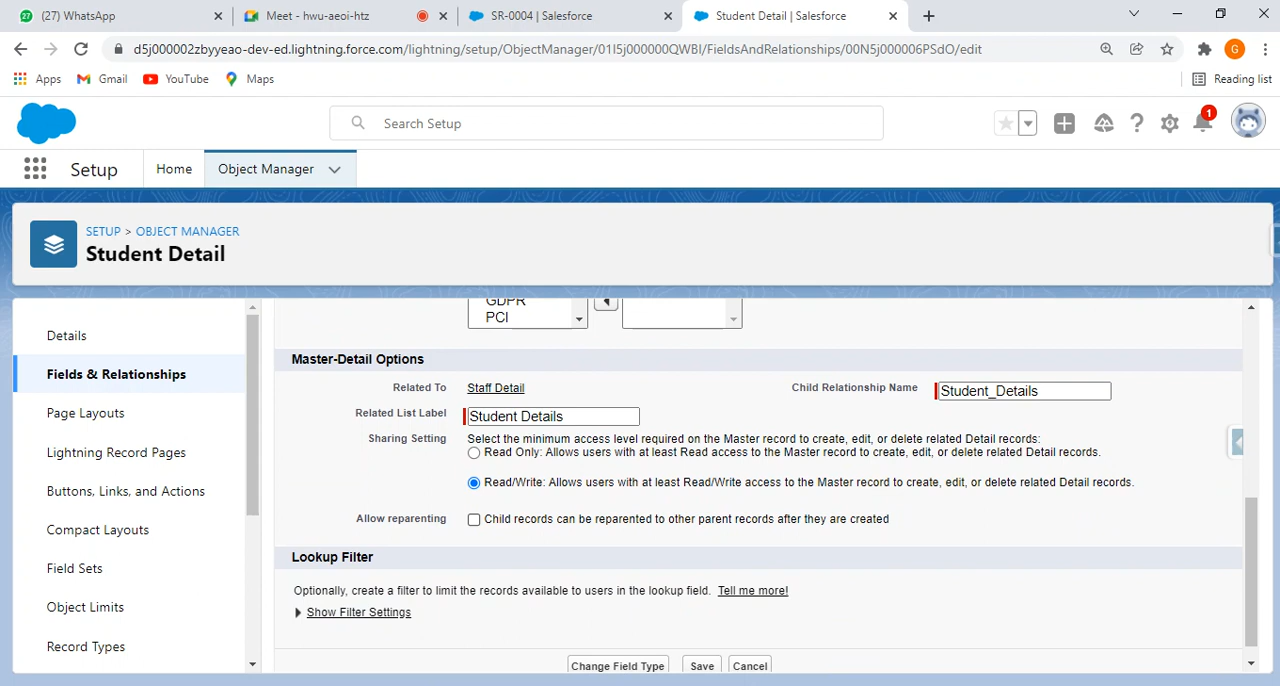 27 WhatsApp
Meet - hwu-aeoi-htz
SR-0004 | Salesforce
Student Detail | Salesforce
d5j000002zbyyeao-dev-ed.lightning.force.com/lightning/setup/ObjectManager/01I5j000000QWBI/FieldsAndRelationships/00N5j000006PSdO/edit
G
Apps
Gmail
YouTube
Maps
Reading list
Search Setup
1
Setup
Home
Object Manager
SETUP > OBJECT MANAGER
Student Detail
Details
Fields & Relationships
Page Layouts
Lightning Record Pages
Buttons, Links, and Actions
Compact Layouts
Field Sets
Object Limits
Record Types
GDPR
PCI
Master-Detail Options
Related To Staff Detail
Child Relationship Name Student_Details
Related List Label Student Details
Sharing Setting Select the minimum access level required on the Master record to create, edit, or delete related Detail records:
Read Only: Allows users with at least Read access to the Master record to create, edit, or delete related Detail records.
Read/Write: Allows users with at least Read/Write access to the Master record to create, edit, or delete related Detail records.
Allow reparenting Child records can be reparented to other parent records after they are created
Lookup Filter
Optionally, create a filter to limit the records available to users in the lookup field. Tell me more!
Show Filter Settings
Change Field Type Save Cancel